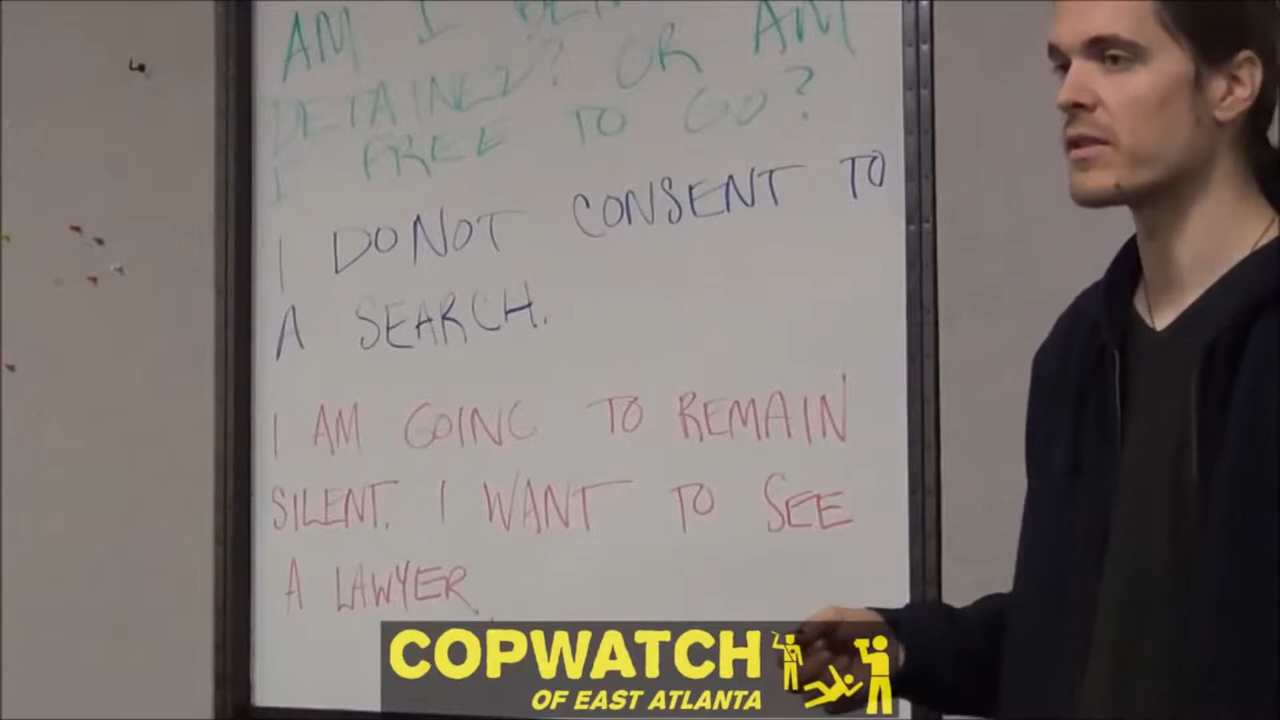 AM I BEIN
DETAINED? OR AM
I FREE TO GO?
I DO NOT CONSENT TO
A SEARCH.
I AM GOING TO REMAIN
SILENT. I WANT TO SEE
A LAWYER.
COPWATCH
OF EAST ATLANTA